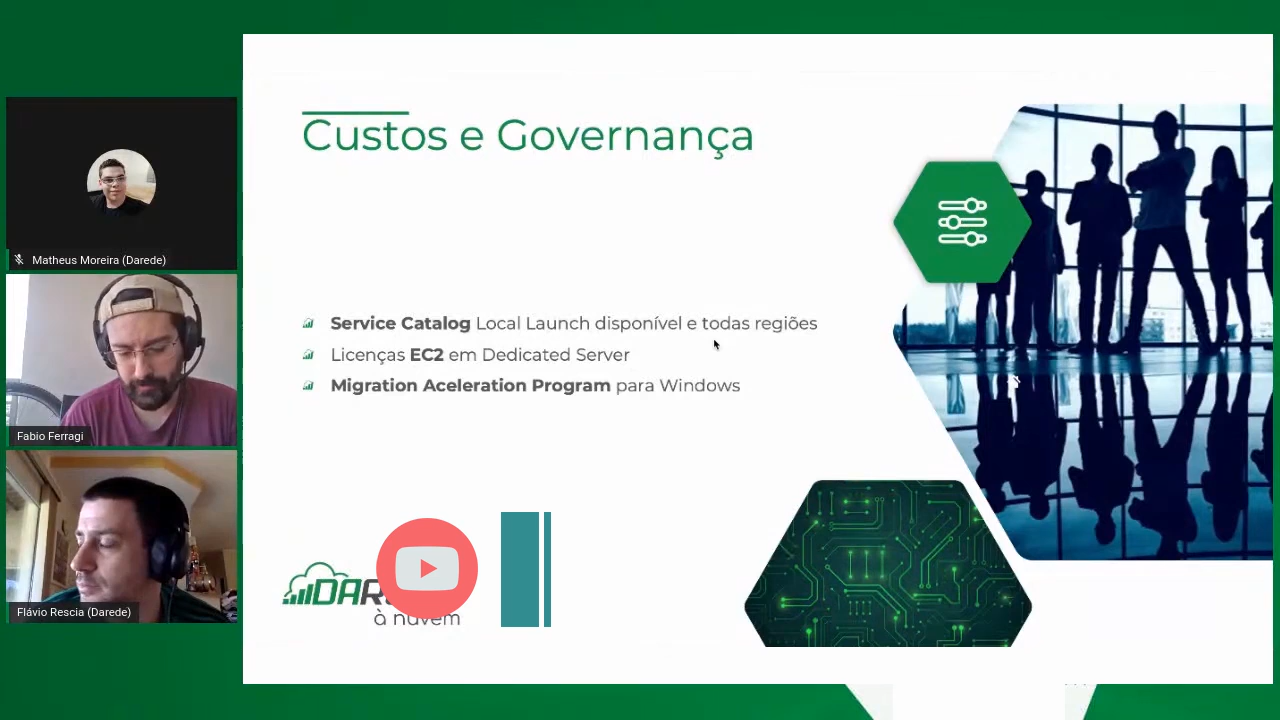 Custos e Governança
Service Catalog Local Launch disponível e todas regiões
Licenças EC2 em Dedicated Server
Migration Aceleration Program para Windows
Matheus Moreira (Darede)
Fabio Ferragi
Flávio Rescia (Darede)
à nuvem